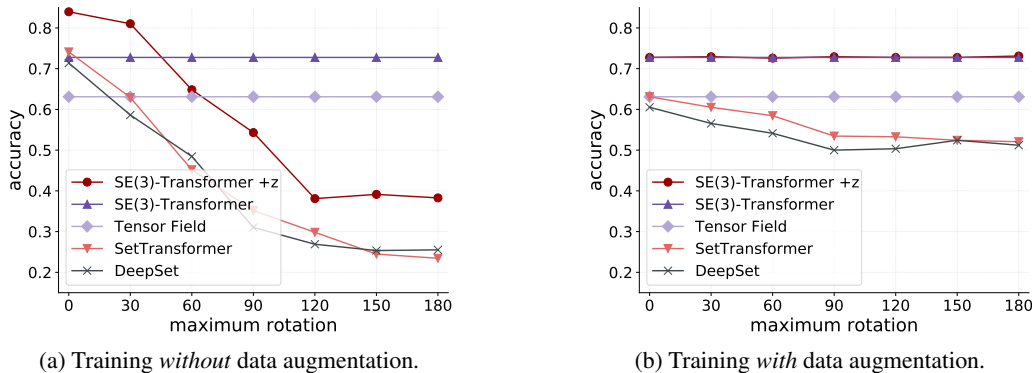 0.8
0.7
0.6
0.5
0.4
0.3
0.2
accuracy
SE(3)-Transformer +z
SE(3)-Transformer
Tensor Field
SetTransformer
DeepSet
0 30 60 90 120 150 180
maximum rotation
(a) Training without data augmentation.
0.8
0.7
0.6
0.5
0.4
0.3
0.2
accuracy
SE(3)-Transformer +z
SE(3)-Transformer
Tensor Field
SetTransformer
DeepSet
0 30 60 90 120 150 180
maximum rotation
(b) Training with data augmentation.